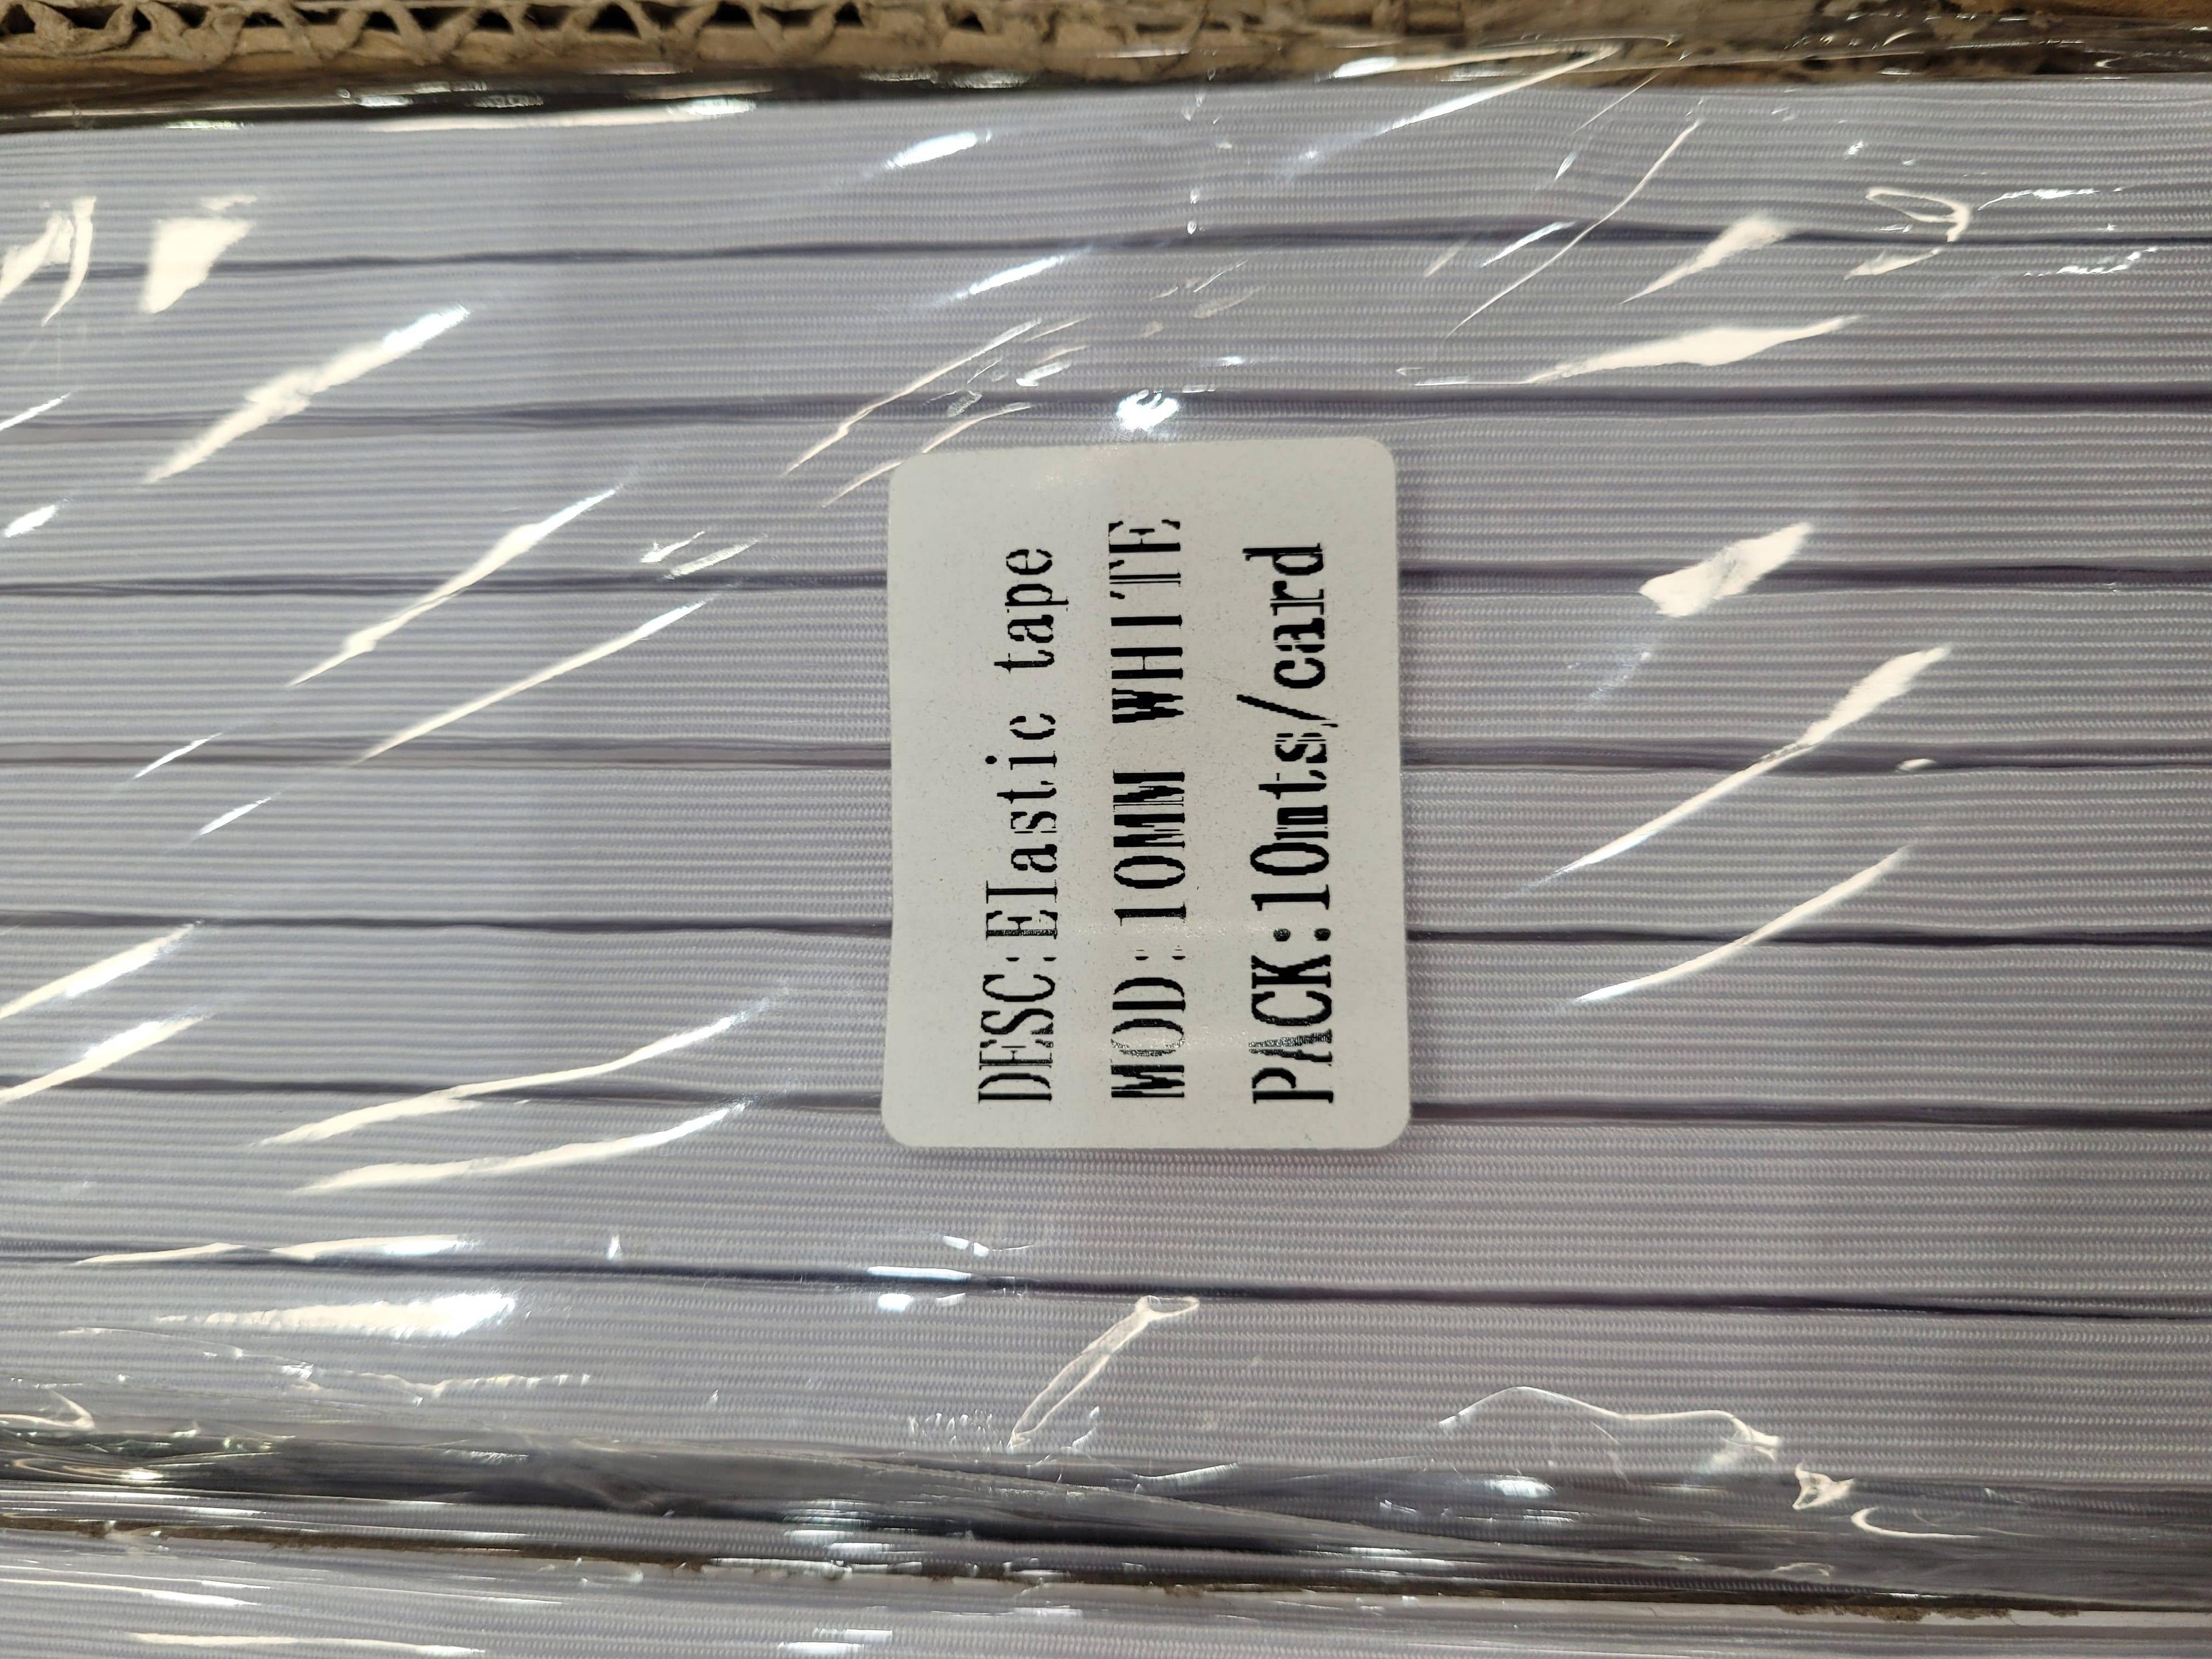 DESC:Elastic tape
MOD:10MM WHITE
PACK:10mts/card